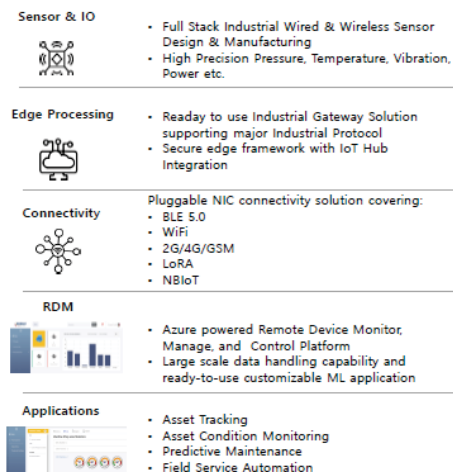 Sensor & IO
• Full Stack Industrial Wired & Wireless Sensor
Design & Manufacturing
• High Precision Pressure, Temperature, Vibration,
Power etc.
Edge Processing
• Readay to use Industrial Gateway Solution
supporting major Industrial Protocol
• Secure edge framework with IoT Hub
Integration
Connectivity
Pluggable NIC connectivity solution covering:
• BLE 5.0
• WiFi
• 2G/4G/GSM
• LoRA
• NBIoT
RDM
• Azure powered Remote Device Monitor,
Manage, and Control Platform
• Large scale data handling capability and
ready-to-use customizable ML application
Applications
• Asset Tracking
• Asset Condition Monitoring
• Predictive Maintenance
• Field Service Automation